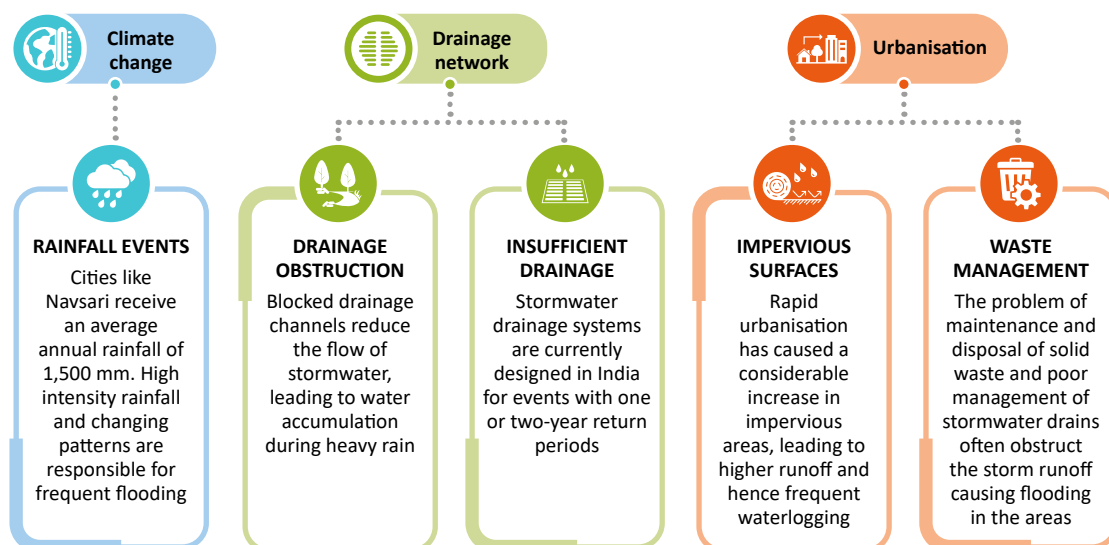 Climate
change
Drainage
network
Urbanisation
RAINFALL EVENTS
Cities like
Navsari receive
an average
annual rainfall of
1,500 mm. High
intensity rainfall
and changing
patterns are
responsible for
frequent flooding
DRAINAGE
OBSTRUCTION
Blocked drainage
channels reduce
the flow of
stormwater,
leading to water
accumulation
during heavy rain
INSUFFICIENT
DRAINAGE
Stormwater
drainage systems
are currently
designed in India
for events with one
or two-year return
periods
IMPERVIOUS
SURFACES
Rapid
urbanisation
has caused a
considerable
increase in
impervious
areas, leading to
higher runoff and
hence frequent
waterlogging
WASTE
MANAGEMENT
The problem of
maintenance and
disposal of solid
waste and poor
management of
stormwater drains
often obstruct
the storm runoff
causing flooding
in the areas